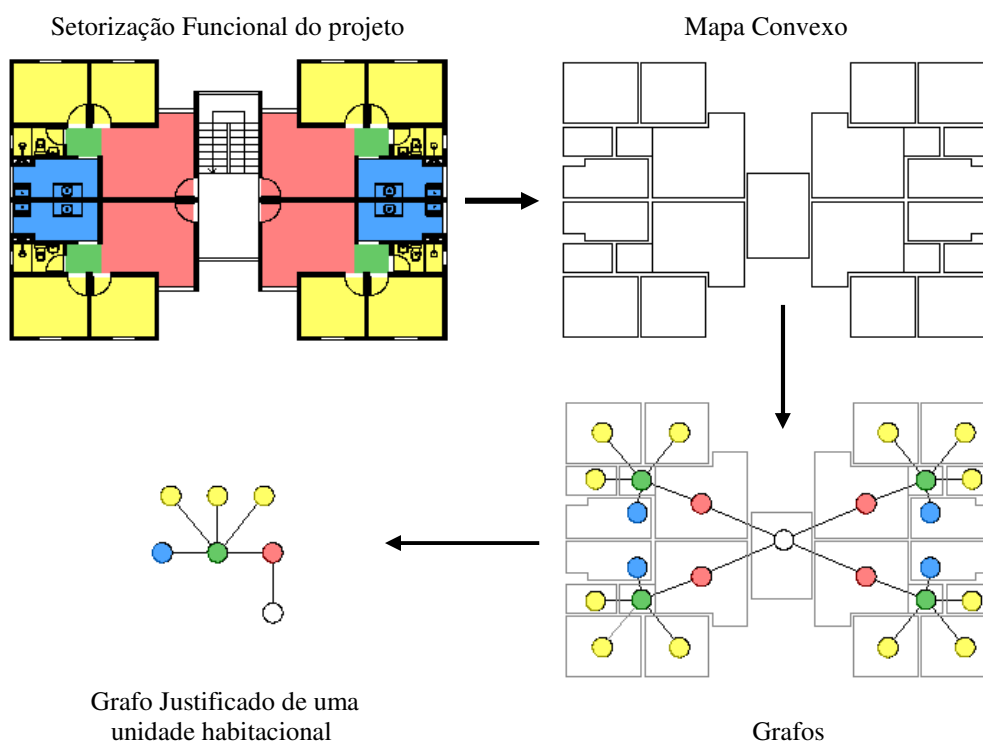 Setorização Funcional do projeto
Mapa Convexo
Grafo Justificado de uma
unidade habitacional
Grafos